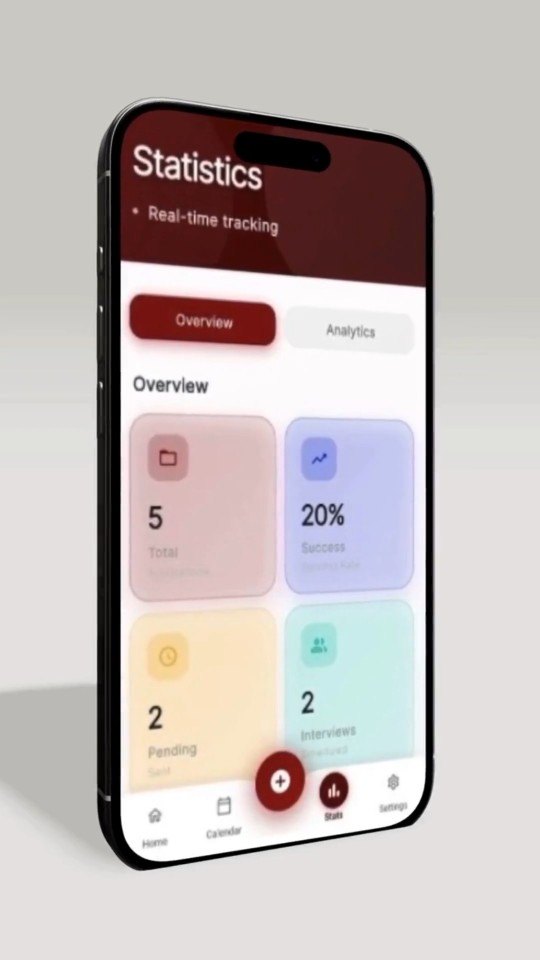 Statistics
• Real-time tracking
Overview
Analytics
Overview
5
Total
20%
Success
2
Pending
Sent
2
Interviews
Home
Calendar
Stats
Settings